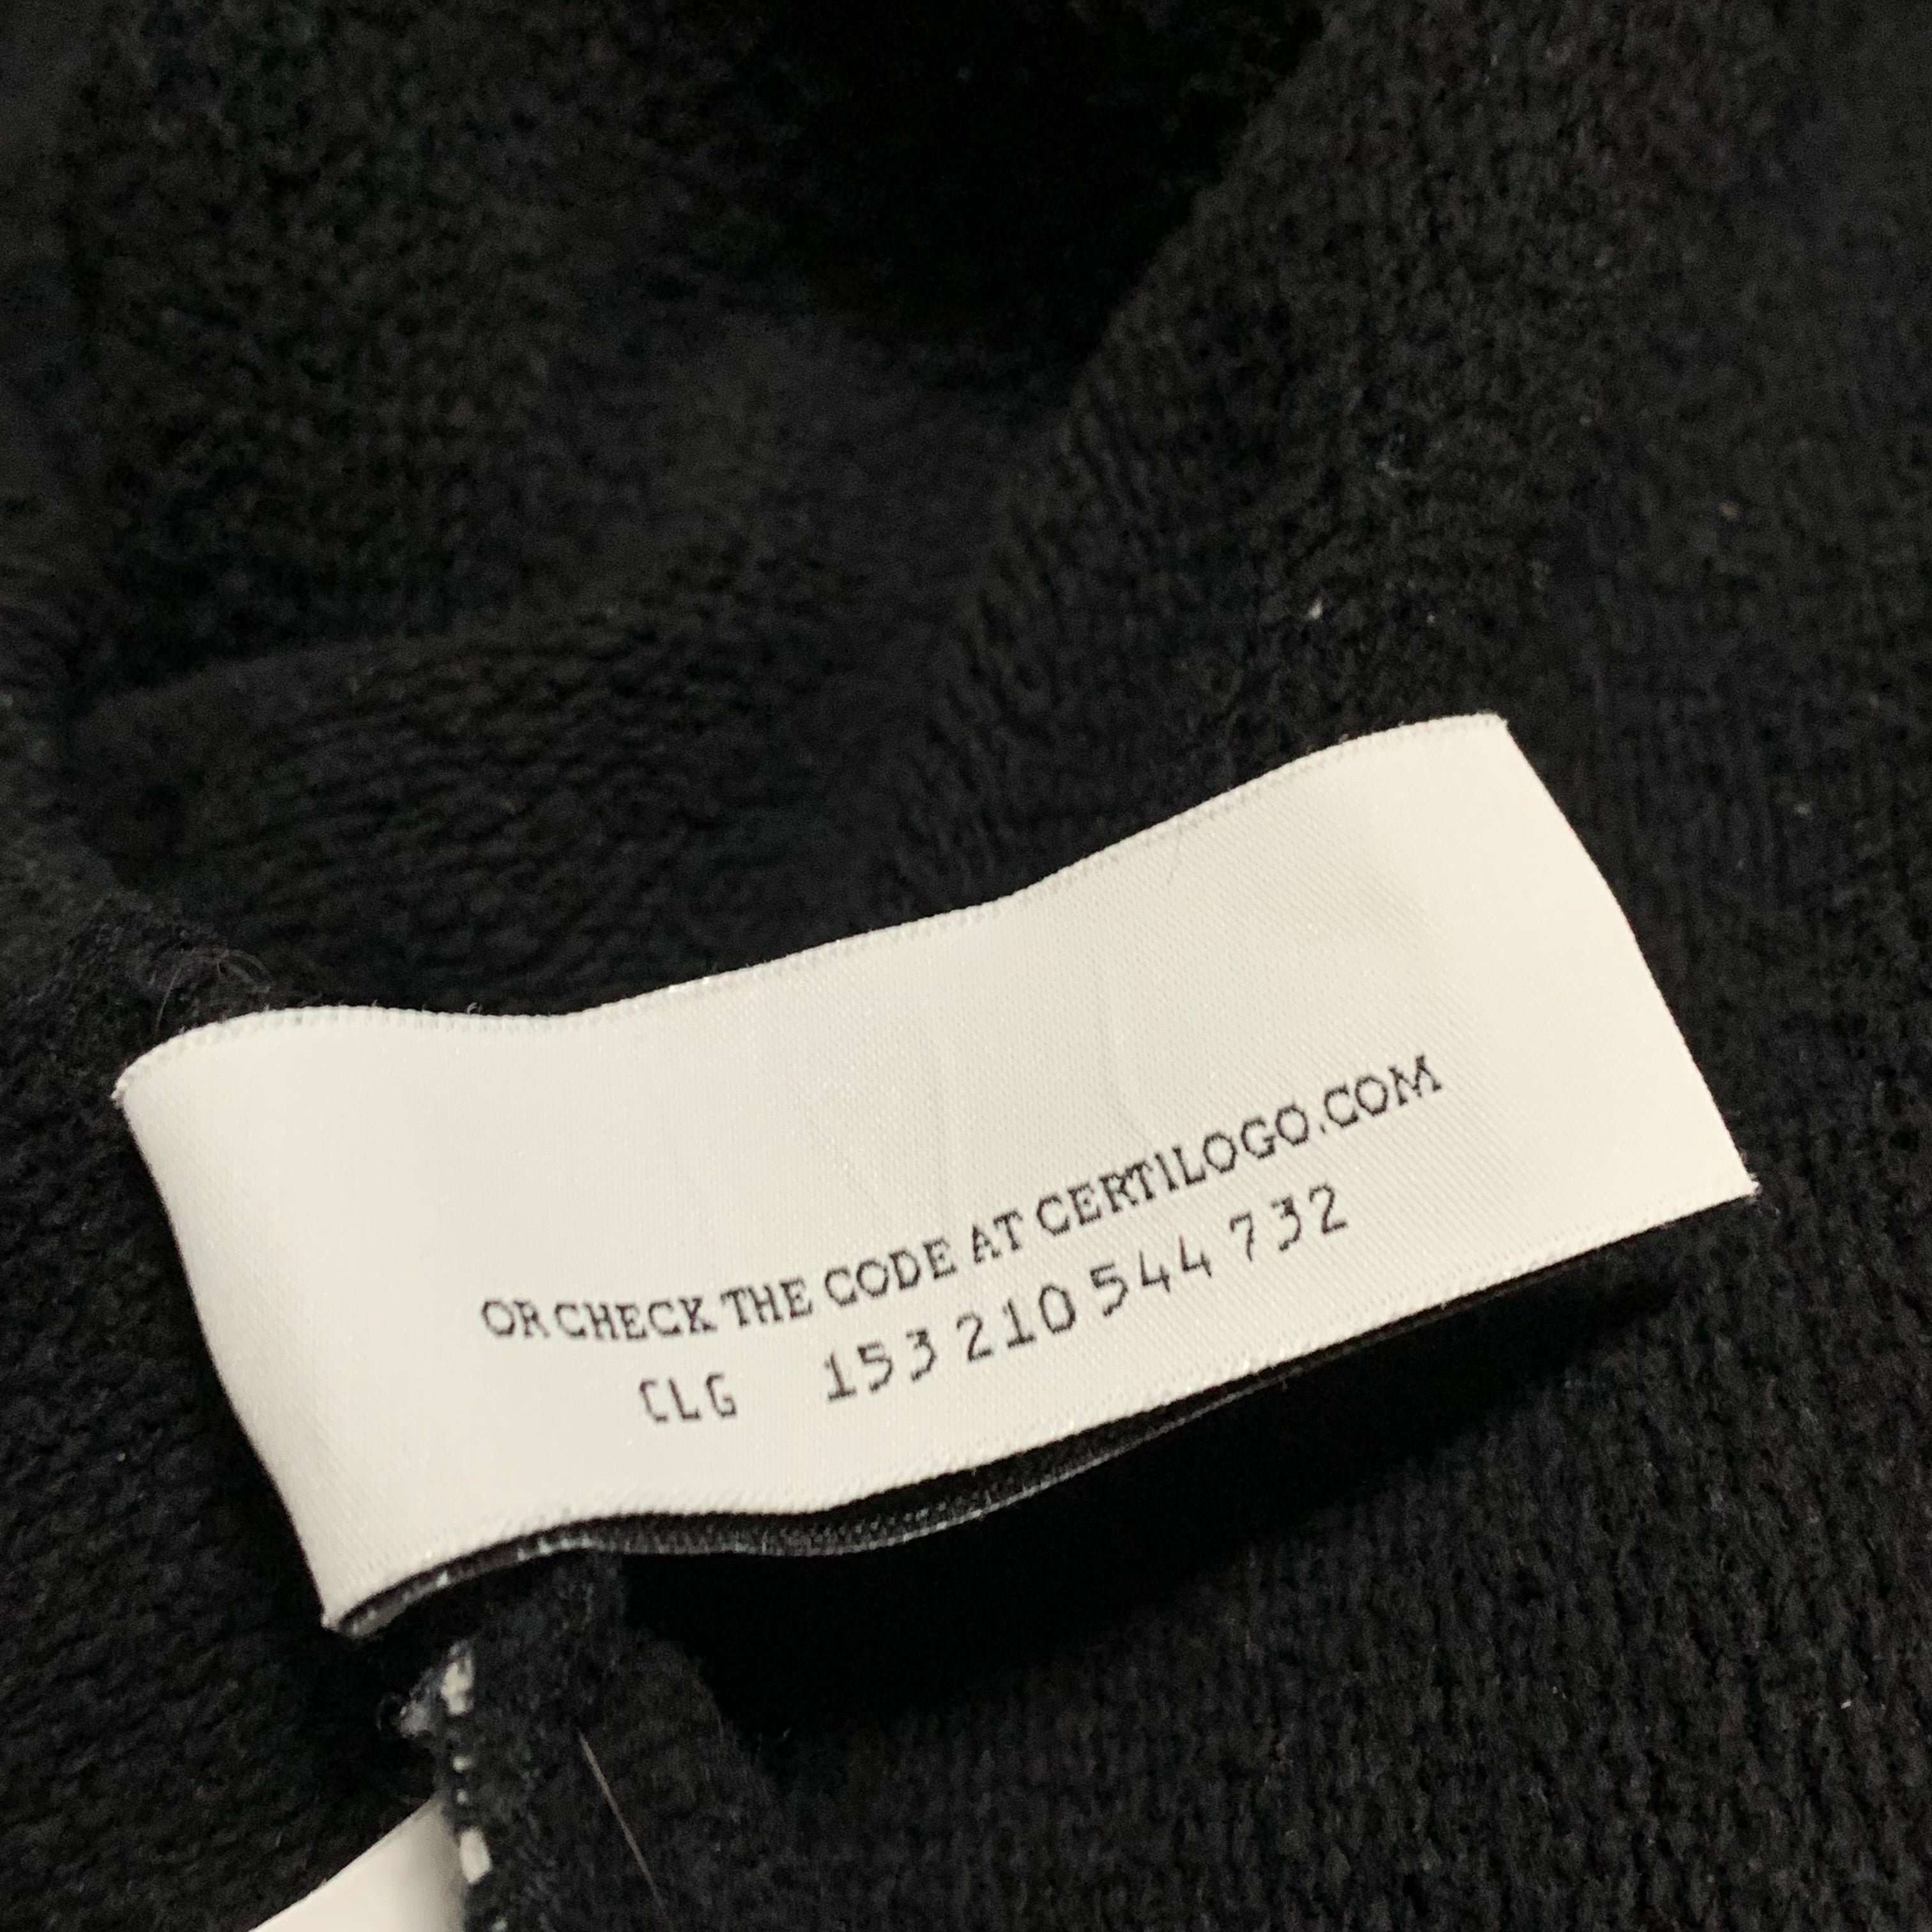 OR CHECK THE CODE AT CERTILOGO.COM
CLG 153 210 544 732